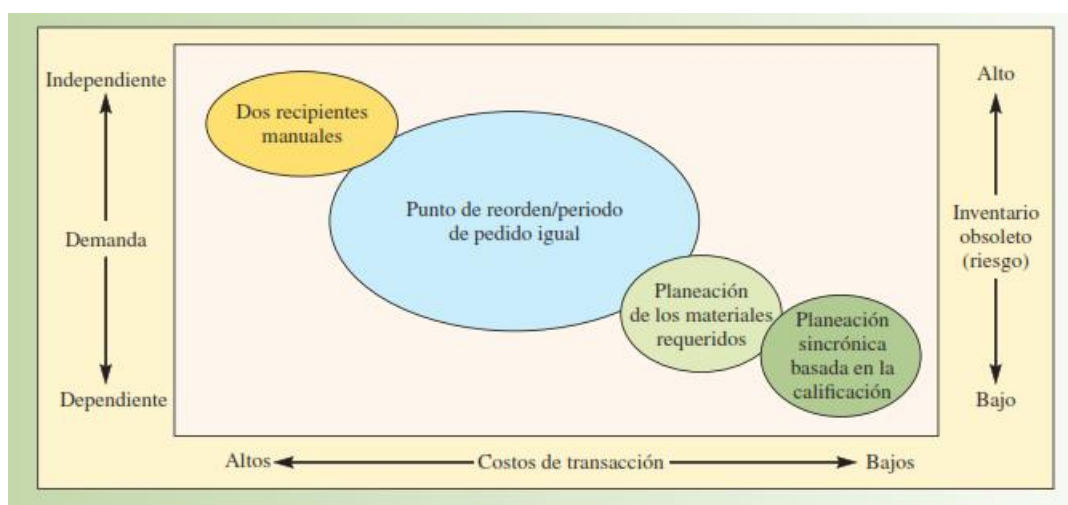 Independiente
Demanda
Dependiente
Dos recipientes
manuales
Punto de reorden/periodo
de pedido igual
Planeación
de los materiales
requeridos
Planeación
sincrónica
basada en la
calificación
Alto
Inventario
obsoleto
(riesgo)
Bajo
Altos
Costos de transacción
Bajos